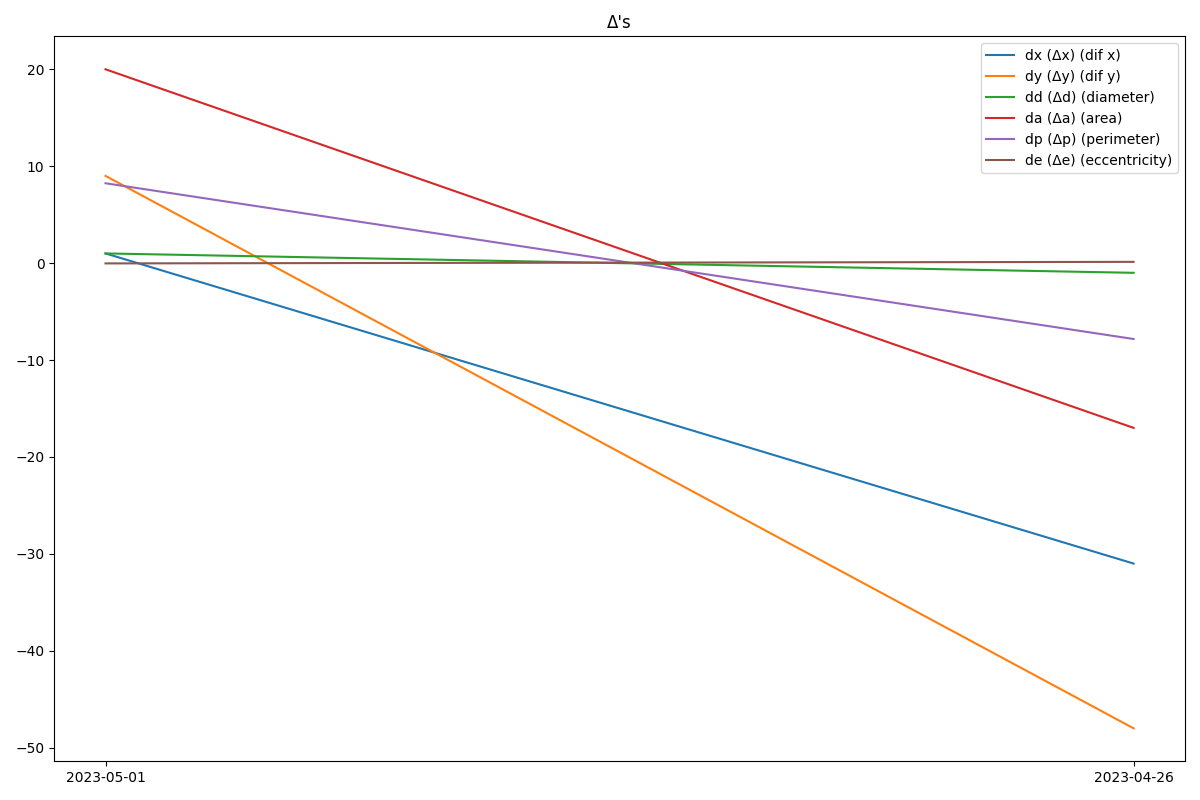 Δ's
dx (Δx) (dif x)
dy (Δy) (dif y)
dd (Δd) (diameter)
da (Δa) (area)
dp (Δp) (perimeter)
de (Δe) (eccentricity)
20
10
0
−10
−20
−30
−40
−50
2023-05-01
2023-04-26